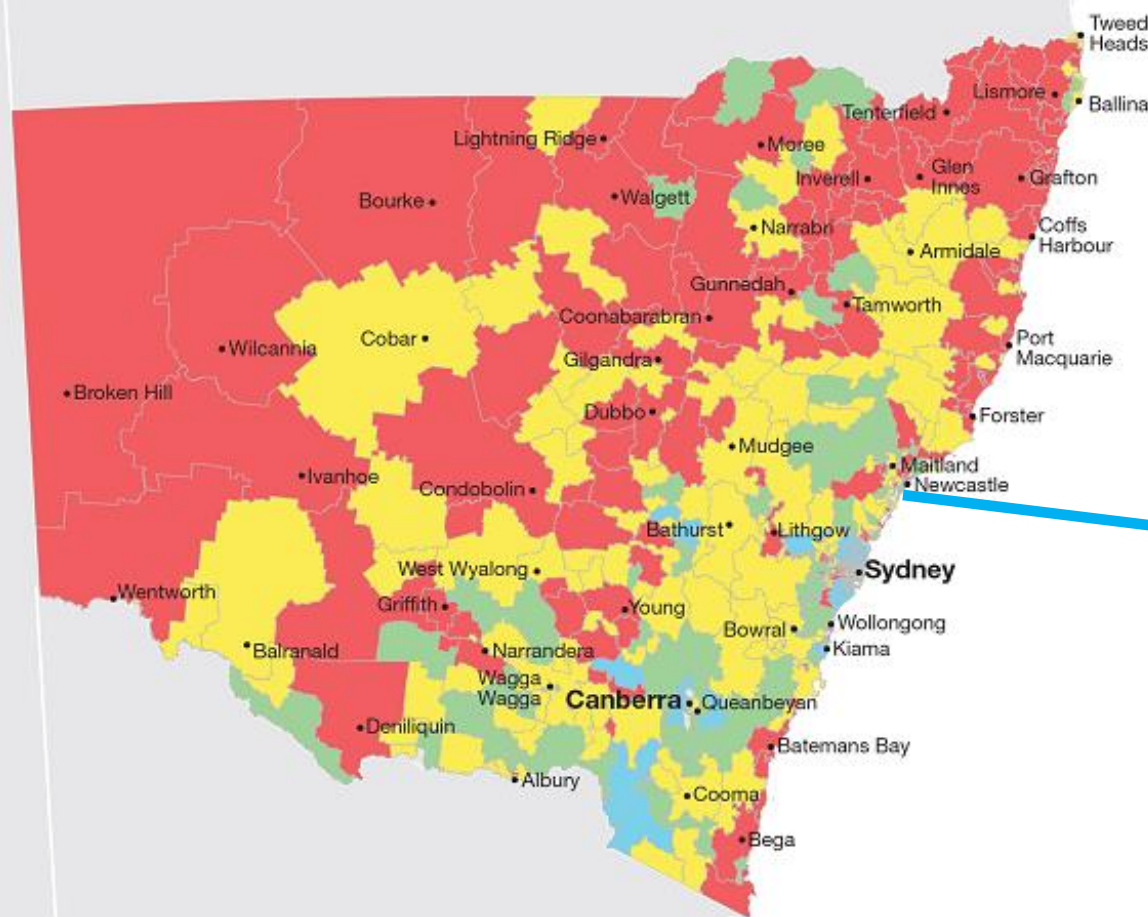 Tweed
Heads
Lismore
Ballina
Tenterfield
Lightning Ridge
Moree
Glen
Innes
Inverell
Grafton
Bourke
Walgett
Narrabri
Coffs
Harbour
Armidale
Gunnedah
Tamworth
Coonabarabran
Cobar
Wilcannia
Port
Macquarie
Gilgandra
Broken Hill
Dubbo
Forster
Mudgee
Maitland
Ivanhoe
Newcastle
Condobolin
Bathurst
Lithgow
West Wyalong
Sydney
Wentworth
Griffith
Young
Wollongong
Bowral
Balranald
Narrandera
Kiama
Wagga
Wagga
Canberra
Queanbeyan
Deniliquin
Batemans Bay
Albury
Cooma
Bega